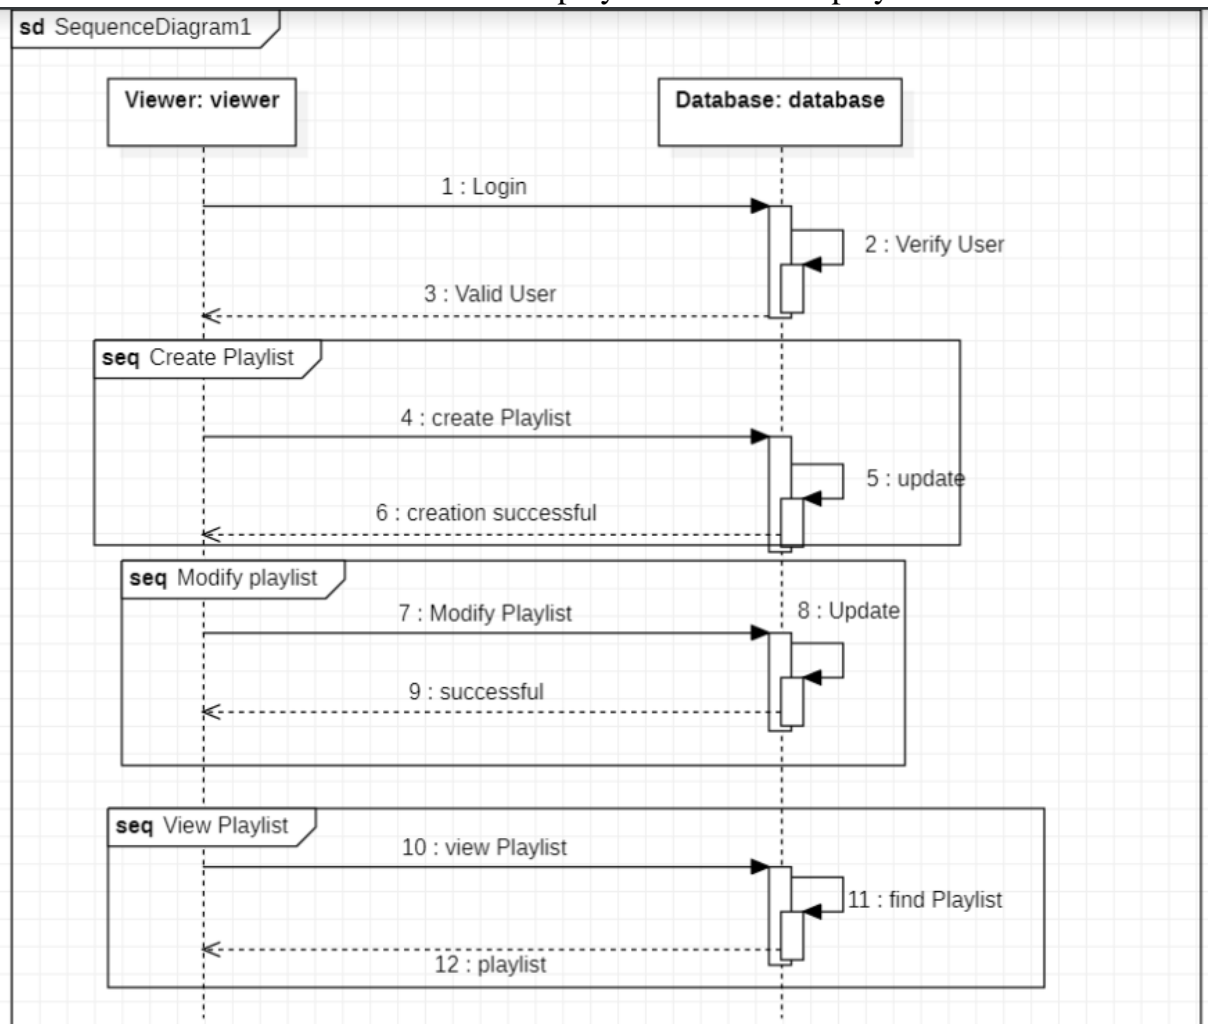 sd SequenceDiagram1
Viewer: viewer
Database: database
1 : Login
2 : Verify User
3 : Valid User
seq Create Playlist
4 : create Playlist
5 : update
6 : creation successful
seq Modify playlist
7 : Modify Playlist
8 : Update
9 : successful
seq View Playlist
10 : view Playlist
11 : find Playlist
12 : playlist